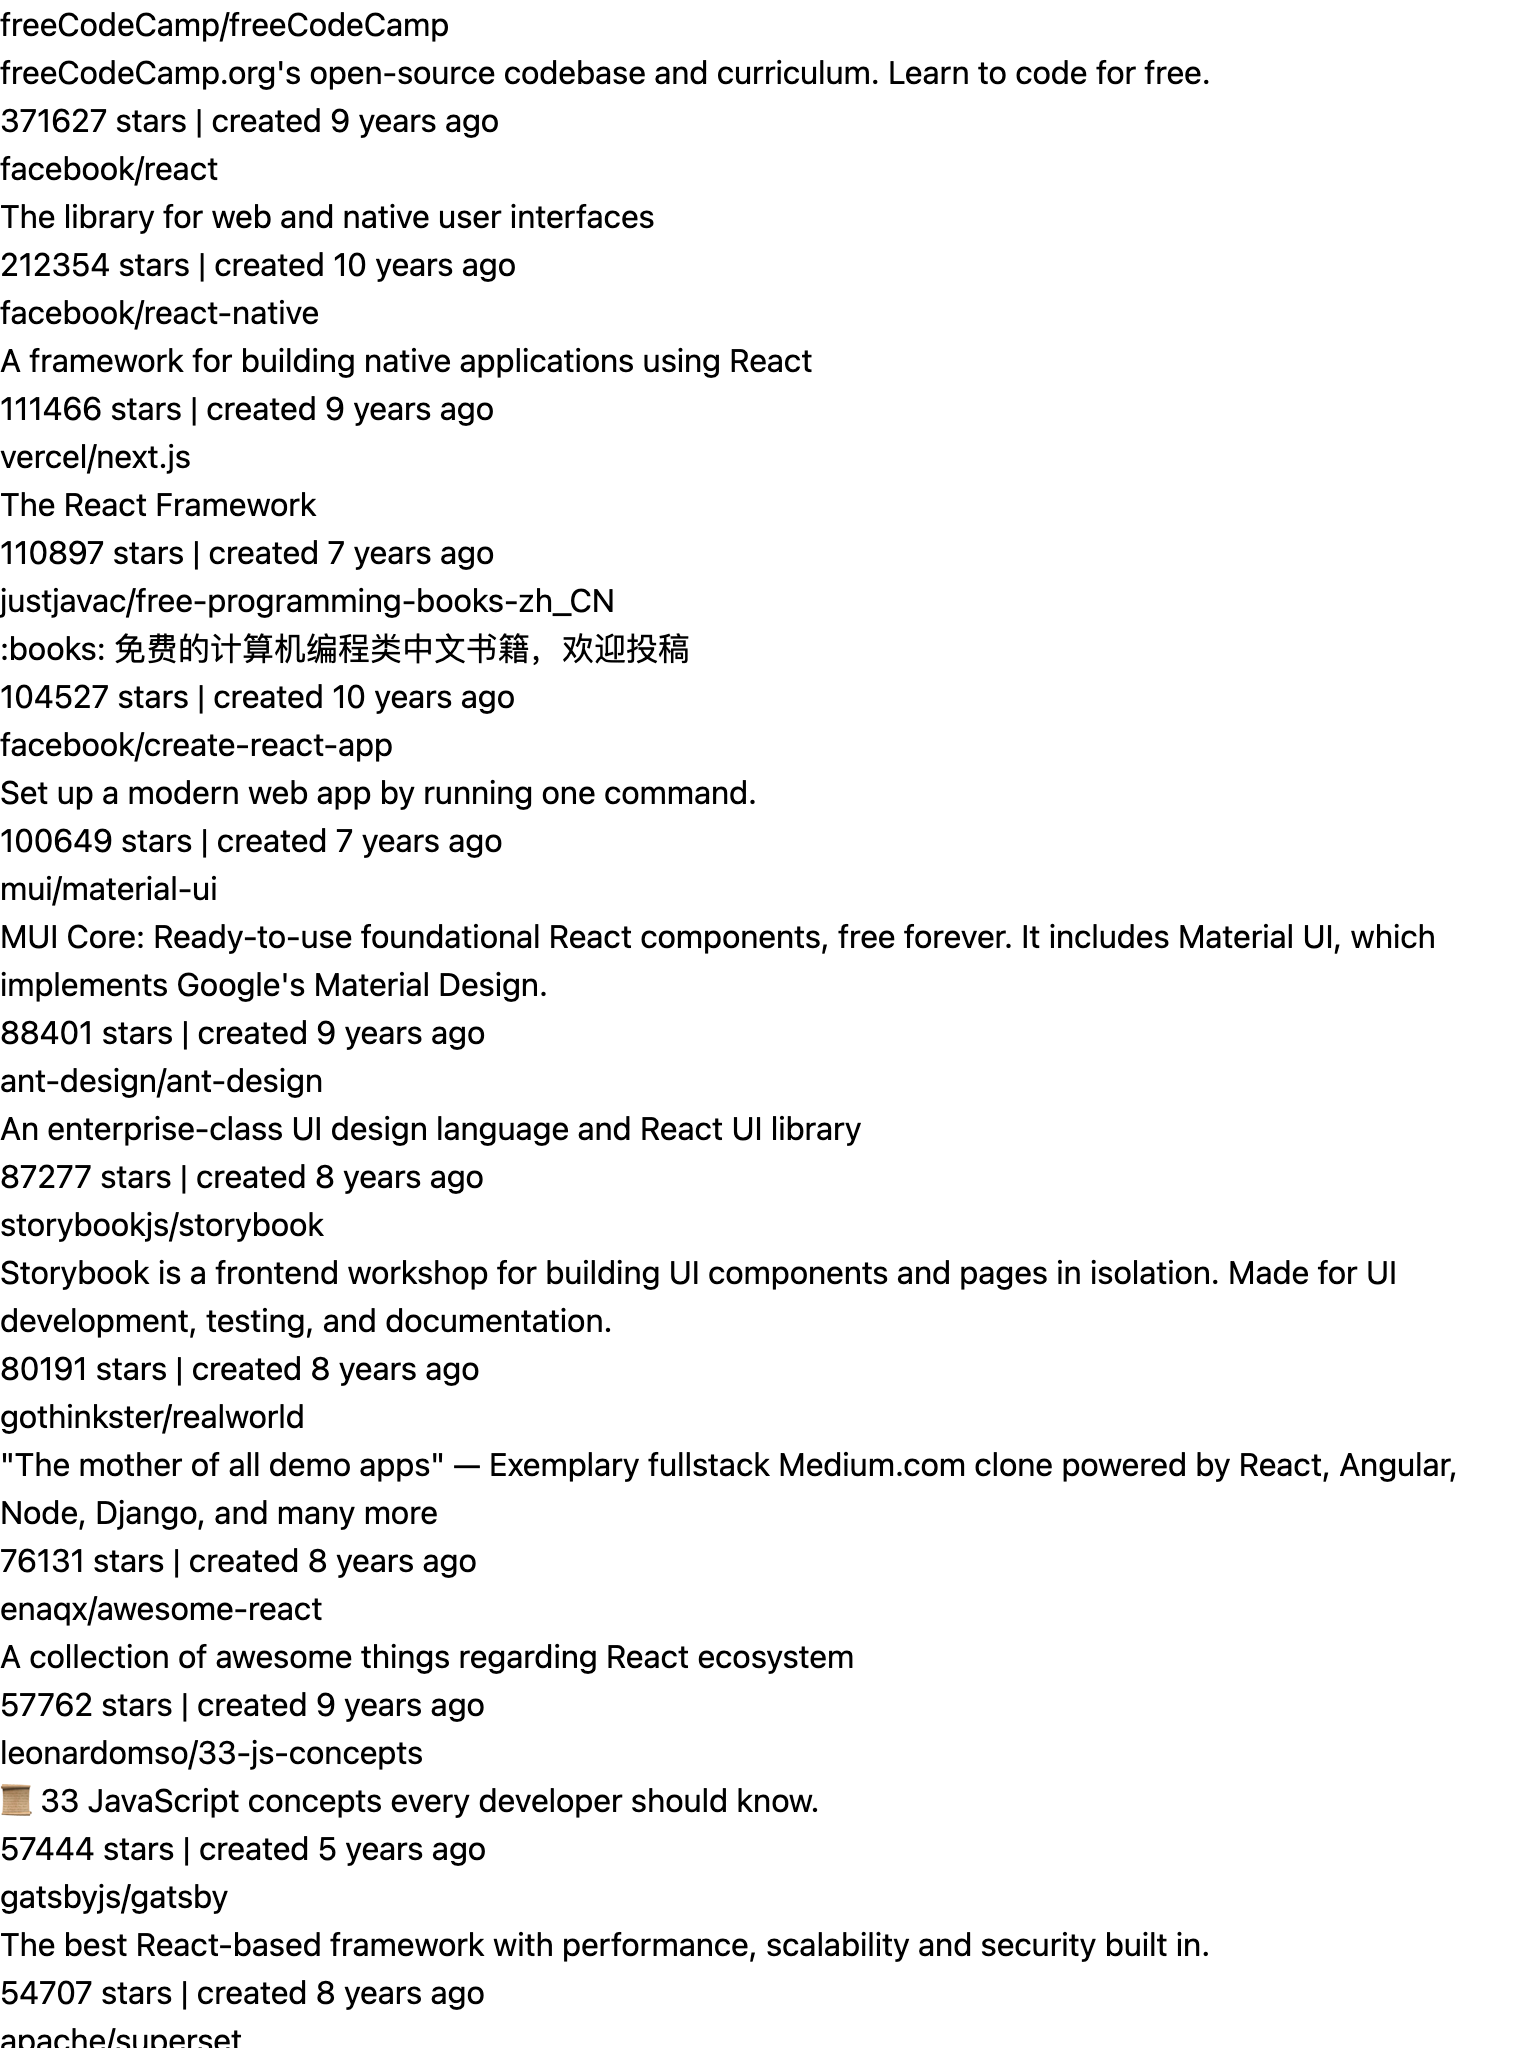 freeCodeCamp/freeCodeCamp
freeCodeCamp.org's open-source codebase and curriculum. Learn to code for free.
371627 stars | created 9 years ago
facebook/react
The library for web and native user interfaces
212354 stars | created 10 years ago
facebook/react-native
A framework for building native applications using React
111466 stars | created 9 years ago
vercel/next.js
The React Framework
110897 stars | created 7 years ago
justjavac/free-programming-books-zh_CN
:books: 免费的计算机编程类中文书籍，欢迎投稿
104527 stars | created 10 years ago
facebook/create-react-app
Set up a modern web app by running one command.
100649 stars | created 7 years ago
mui/material-ui
MUI Core: Ready-to-use foundational React components, free forever. It includes Material UI, which
implements Google's Material Design.
88401 stars | created 9 years ago
ant-design/ant-design
An enterprise-class UI design language and React UI library
87277 stars | created 8 years ago
storybookjs/storybook
Storybook is a frontend workshop for building UI components and pages in isolation. Made for UI
development, testing, and documentation.
80191 stars | created 8 years ago
gothinkster/realworld
"The mother of all demo apps" — Exemplary fullstack Medium.com clone powered by React, Angular,
Node, Django, and many more
76131 stars | created 8 years ago
enaqx/awesome-react
A collection of awesome things regarding React ecosystem
57762 stars | created 9 years ago
leonardomso/33-js-concepts
📜 33 JavaScript concepts every developer should know.
57444 stars | created 5 years ago
gatsbyjs/gatsby
The best React-based framework with performance, scalability and security built in.
54707 stars | created 8 years ago
apache/superset